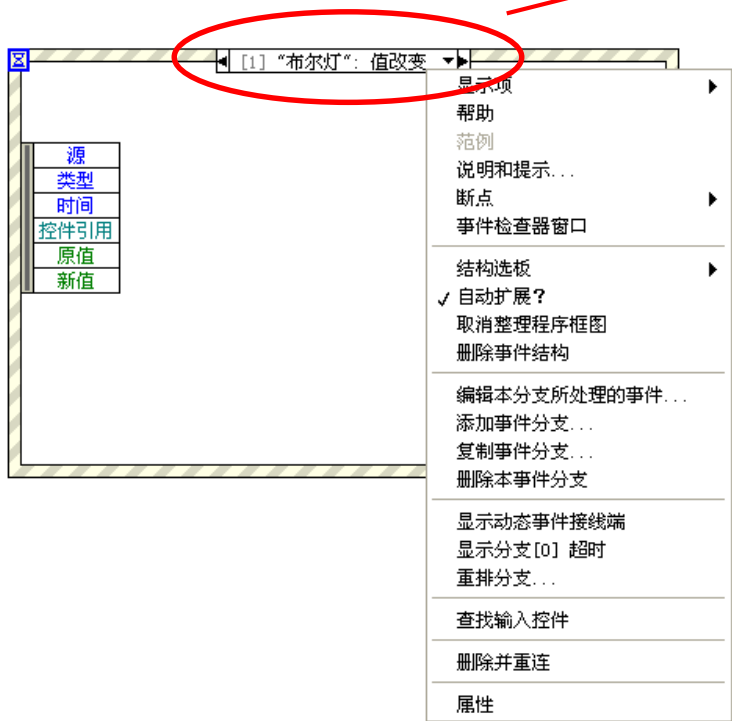 [1] “布尔灯“: 值改变
源
类型
时间
控件引用
原值
新值
显示项
帮助
范例
说明和提示...
断点
事件检查器窗口
结构选板
自动扩展?
取消整理程序框图
删除事件结构
编辑本分支所处理的事件...
添加事件分支...
复制事件分支...
删除本事件分支
显示动态事件接线端
显示分支[0] 超时
重排分支...
查找输入控件
删除并重连
属性